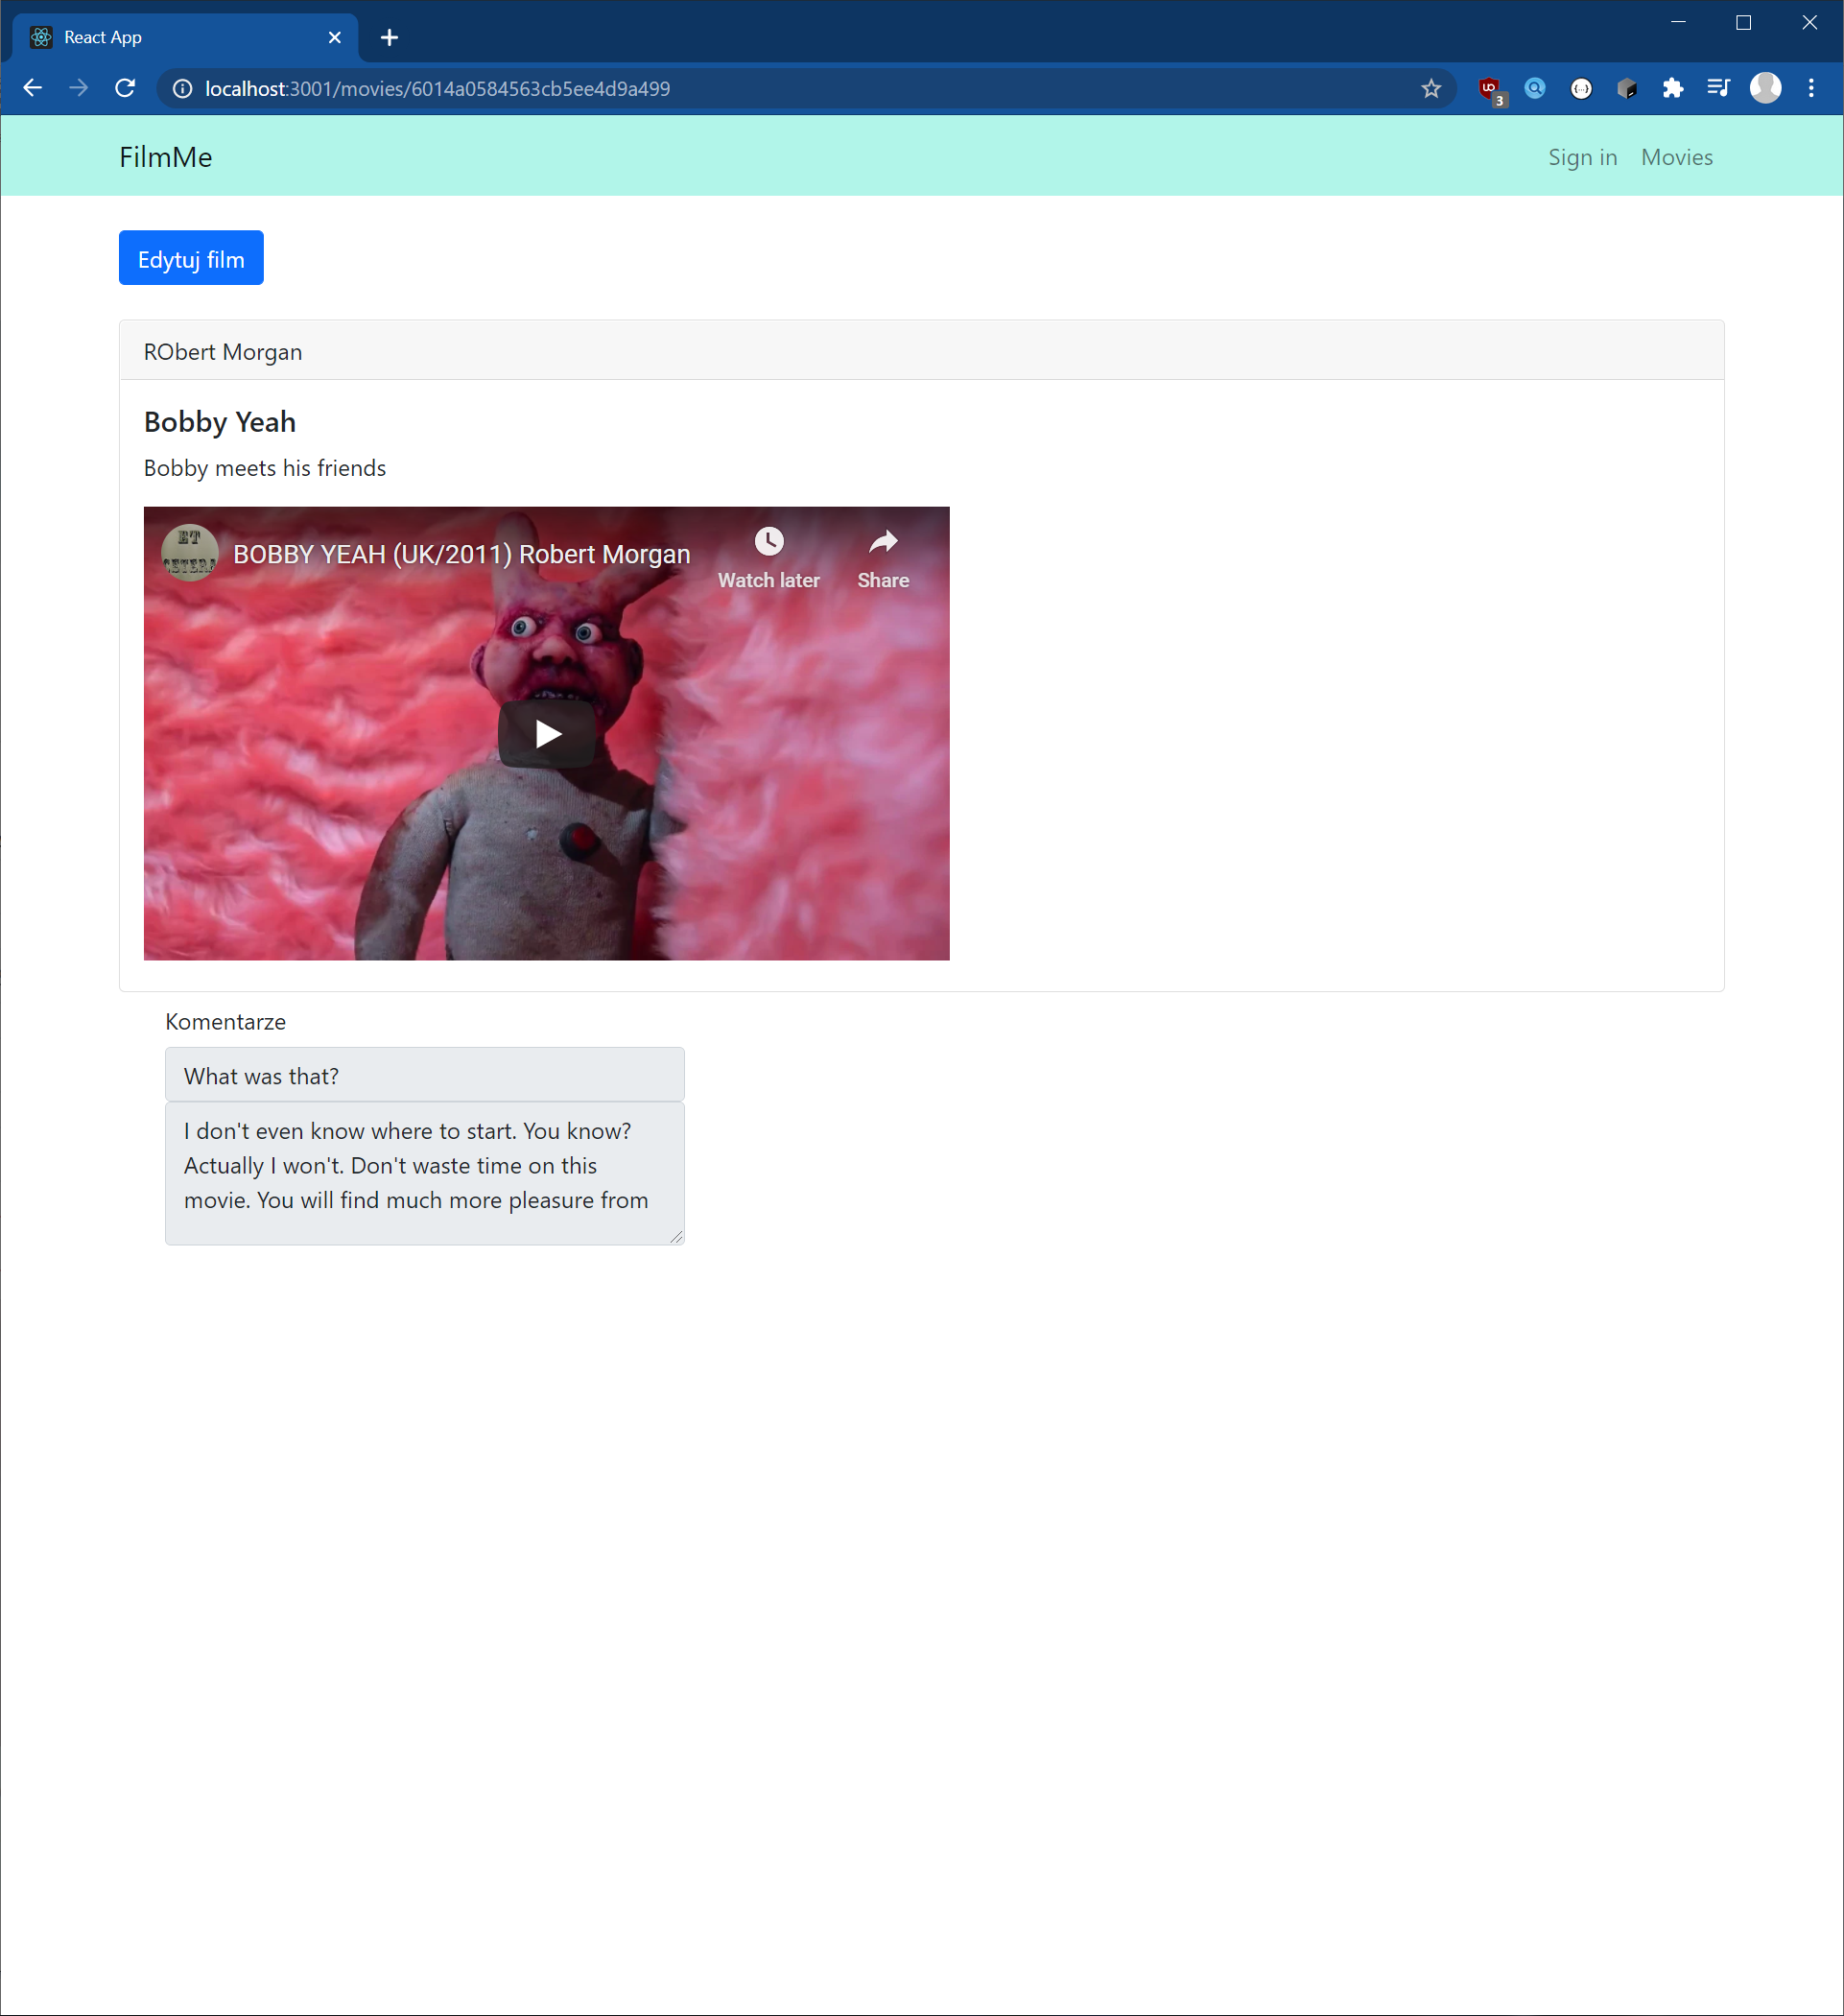 React App
localhost:3001/movies/6014a0584563cb5ee4d9a499
3
FilmMe
Sign in Movies
Edytuj film
RObert Morgan
Bobby Yeah
Bobby meets his friends
BOBBY YEAH (UK/2011) Robert Morgan
Watch later
Share
Komentarze
What was that?
I don't even know where to start. You know?
Actually I won't. Don't waste time on this
movie. You will find much more pleasure from